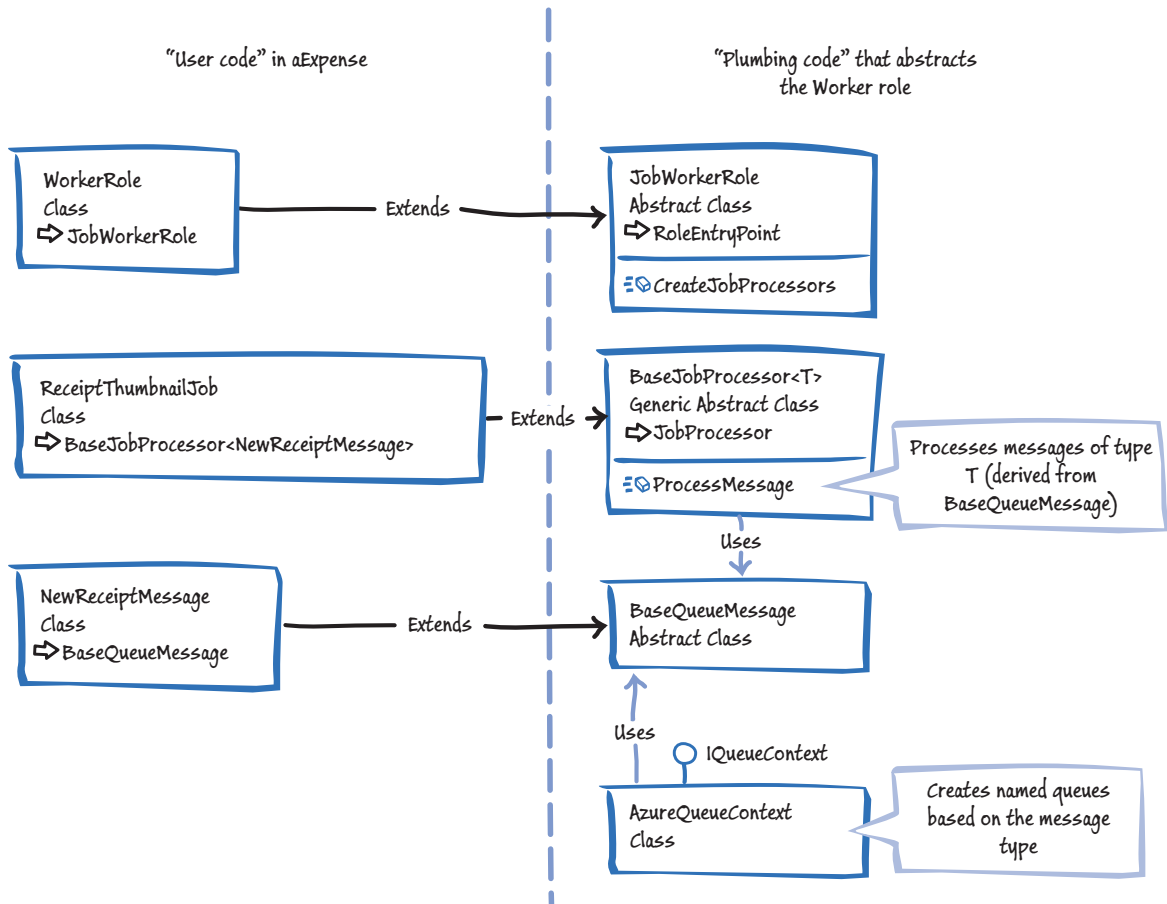 “User code” in aExpense
“Plumbing code” that abstracts
the Worker role
WorkerRole
Class
JobWorkerRole
Extends
JobWorkerRole
Abstract Class
RoleEntryPoint
CreateJobProcessors
ReceiptThumbnailJob
Class
BaseJobProcessor<NewReceiptMessage>
Extends
BaseJobProcessor<T>
Generic Abstract Class
JobProcessor
ProcessMessage
Processes messages of type
T (derived from
BaseQueueMessage)
Uses
NewReceiptMessage
Class
BaseQueueMessage
Extends
BaseQueueMessage
Abstract Class
Uses
IQueueContext
AzureQueueContext
Class
Creates named queues
based on the message
type